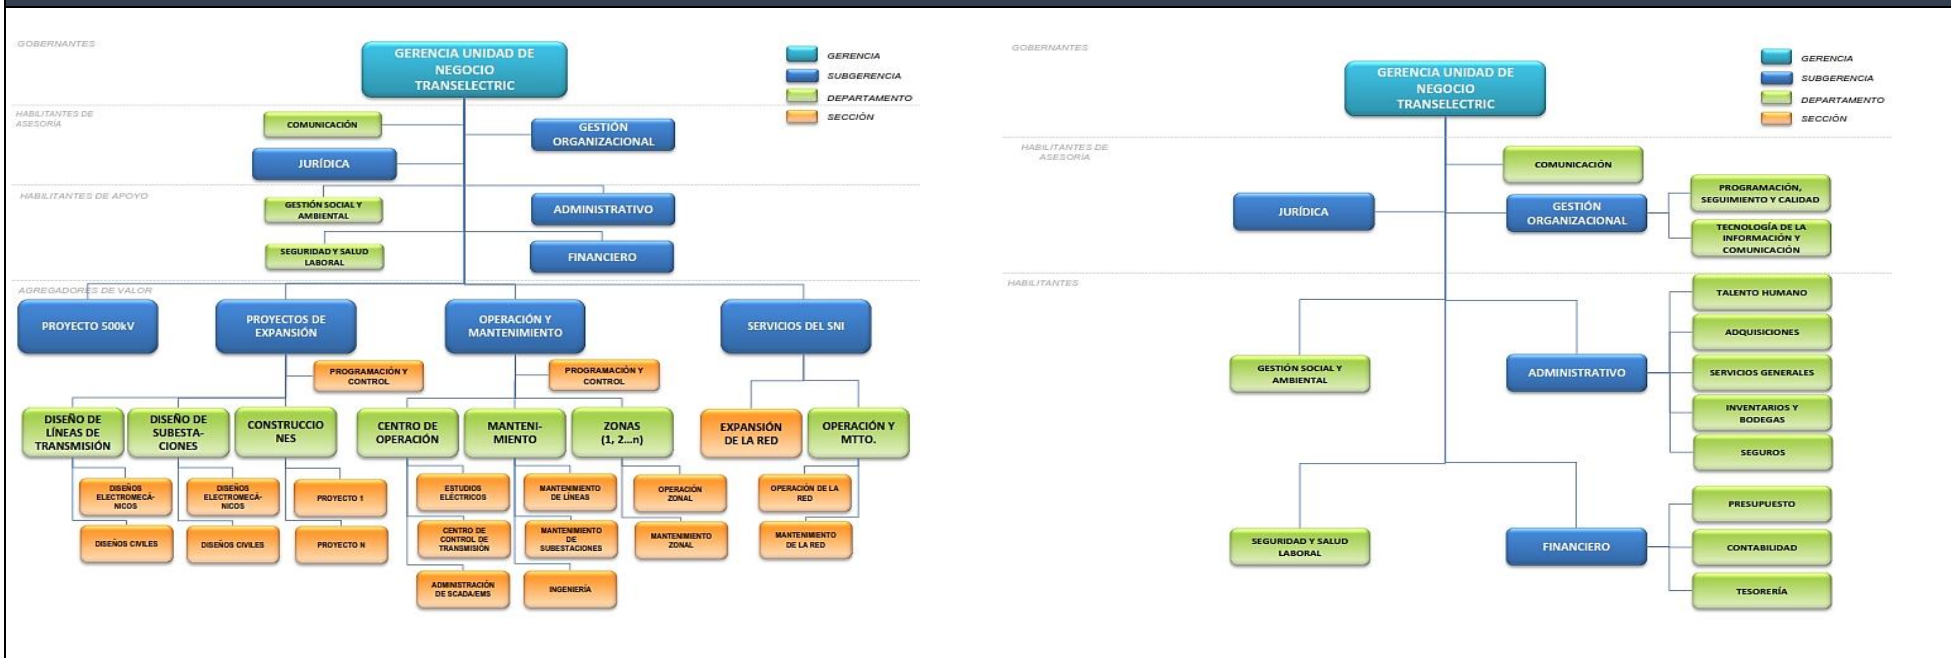 GOBERNANTES
GERENCIA UNIDAD DE
NEGOCIO
TRANSELECTRIC
GERENCIA
SUBGERENCIA
DEPARTAMENTO
SECCIÓN
HABILITANTES DE
ASESORÍA
COMUNICACIÓN
GESTIÓN
ORGANIZACIONAL
JURÍDICA
HABILITANTES DE APOYO
GESTIÓN SOCIAL Y
AMBIENTAL
ADMINISTRATIVO
SEGURIDAD Y SALUD
LABORAL
FINANCIERO
AGREGADORES DE VALOR
PROYECTO 500kV
PROYECTOS DE
EXPANSIÓN
OPERACIÓN Y
MANTENIMIENTO
SERVICIOS DEL SNI
PROGRAMACIÓN Y
CONTROL
PROGRAMACIÓN Y
CONTROL
DISEÑO DE
LÍNEAS DE
TRANSMISIÓN
DISEÑO DE
SUBESTA-
CIONES
CONSTRUCCIO
NES
CENTRO DE
OPERACIÓN
MANTENI-
MIENTO
ZONAS
(1, 2...n)
EXPANSIÓN
DE LA RED
OPERACIÓN Y
MTTO.
DISEÑOS
ELECTROMECÁ-
NICOS
DISEÑOS
ELECTROMECÁ-
NICOS
PROYECTO 1
ESTUDIOS
ELÉCTRICOS
MANTENIMIENTO
DE LÍNEAS
OPERACIÓN
ZONAL
OPERACIÓN DE LA
RED
DISEÑOS CIVILES
DISEÑOS CIVILES
PROYECTO N
CENTRO DE
CONTROL DE
TRANSMISIÓN
MANTENIMIENTO
DE
SUBESTACIONES
MANTENIMIENTO
ZONAL
MANTENIMIENTO
DE LA RED
ADMINISTRACIÓN
DE SCADA/EMS
INGENIERÍA
GOBERNANTES
GERENCIA UNIDAD DE
NEGOCIO
TRANSELECTRIC
GERENCIA
SUBGERENCIA
DEPARTAMENTO
SECCIÓN
HABILITANTES DE
ASESORÍA
COMUNICACIÓN
JURÍDICA
GESTIÓN
ORGANIZACIONAL
PROGRAMACIÓN,
SEGUIMIENTO Y CALIDAD
TECNOLOGÍA DE LA
INFORMACIÓN Y
COMUNICACIÓN
HABILITANTES
TALENTO HUMANO
ADQUISICIONES
GESTIÓN SOCIAL Y
AMBIENTAL
ADMINISTRATIVO
SERVICIOS GENERALES
INVENTARIOS Y
BODEGAS
SEGUROS
PRESUPUESTO
SEGURIDAD Y SALUD
LABORAL
FINANCIERO
CONTABILIDAD
TESORERÍA